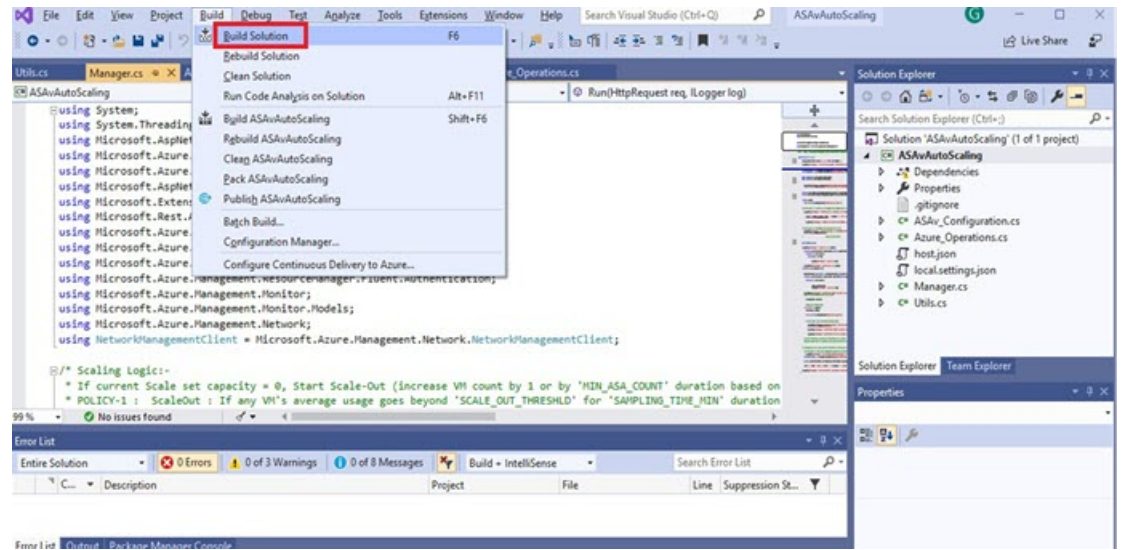 File Edit View Project Build Debug Test Analyze Tools Extensions Window Help Search Visual Studio (Ctrl+Q) ASAvAutoScaling G
Live Share
Utils.cs Manager.cs A e_Operations.cs
ASAvAutoScaling Run(HttpRequest req, ILogger log)
Build Solution F6
Rebuild Solution
Clean Solution
Run Code Analysis on Solution Alt+F11
Build ASAvAutoScaling Shift+F6
Rebuild ASAvAutoScaling
Clean ASAvAutoScaling
Pack ASAvAutoScaling
Publish ASAvAutoScaling
Batch Build...
Configuration Manager...
Configure Continuous Delivery to Azure...
using System;
using System.Threading
using Microsoft.AspNet
using Microsoft.Azure.
using Microsoft.Azure.
using Microsoft.AspNet
using Microsoft.Extens
using Microsoft.Rest.A
using Microsoft.Azure.
using Microsoft.Azure.
using Microsoft.Azure.
using Microsoft.Azure.Management.ResourceManager.Fluent.Authentication;
using Microsoft.Azure.Management.Monitor;
using Microsoft.Azure.Management.Monitor.Models;
using Microsoft.Azure.Management.Network;
using NetworkManagementClient = Microsoft.Azure.Management.Network.NetworkManagementClient;
/* Scaling Logic:-
* If current Scale set capacity = 0, Start Scale-Out (increase VM count by 1 or by 'MIN_ASA_COUNT' duration based on
* POLICY-1 : ScaleOut : If any VM's average usage goes beyond 'SCALE_OUT_THRESHLD' for 'SAMPLING_TIME_MIN' duration
99 % No issues found
Solution Explorer
Search Solution Explorer (Ctrl+;)
Solution 'ASAvAutoScaling' (1 of 1 project)
ASAvAutoScaling
Dependencies
Properties
.gitignore
ASAv_Configuration.cs
Azure_Operations.cs
host.json
local.settings.json
Manager.cs
Utils.cs
Solution Explorer Team Explorer
Properties
Error List
Entire Solution 0 Errors 0 of 3 Warnings 0 of 8 Messages Build + IntelliSense Search Error List
C... Description Project File Line Suppression St...
Error List Output Package Manager Console